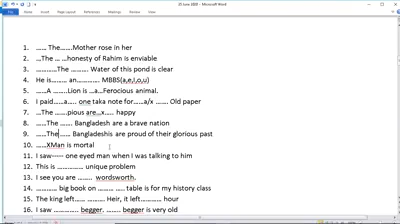 20 June 2020 - Microsoft Word
File Home Insert Page Layout References Mailings Review View
1. ...... The........Mother rose in her
2. ..The ... ...honesty of Rahim is enviable
3. .............The .......... Water of this pond is clear
4. He is......... an............ MBBS(a,e,I,o,u)
5. ......A ........Lion is ...a...Ferocious animal.
6. I paid......a..... one taka note for......a/x ....... Old paper
7. ...The .......pious are...x..... happy
8. ......The ....... Bangladesh are a brave nation
9. ......The...... Bangladeshis are proud of their glorious past
10. ......XMan is mortal
11. I saw----- one eyed man when I was talking to him
12. This is ............... unique problem
13. I see you are ........ wordsworth.
14. ............ big book on ......... ..... table is for my history class
15. The king left...... ......... Heir, it left............ hour
16. I saw .............. begger. ........ begger is very old